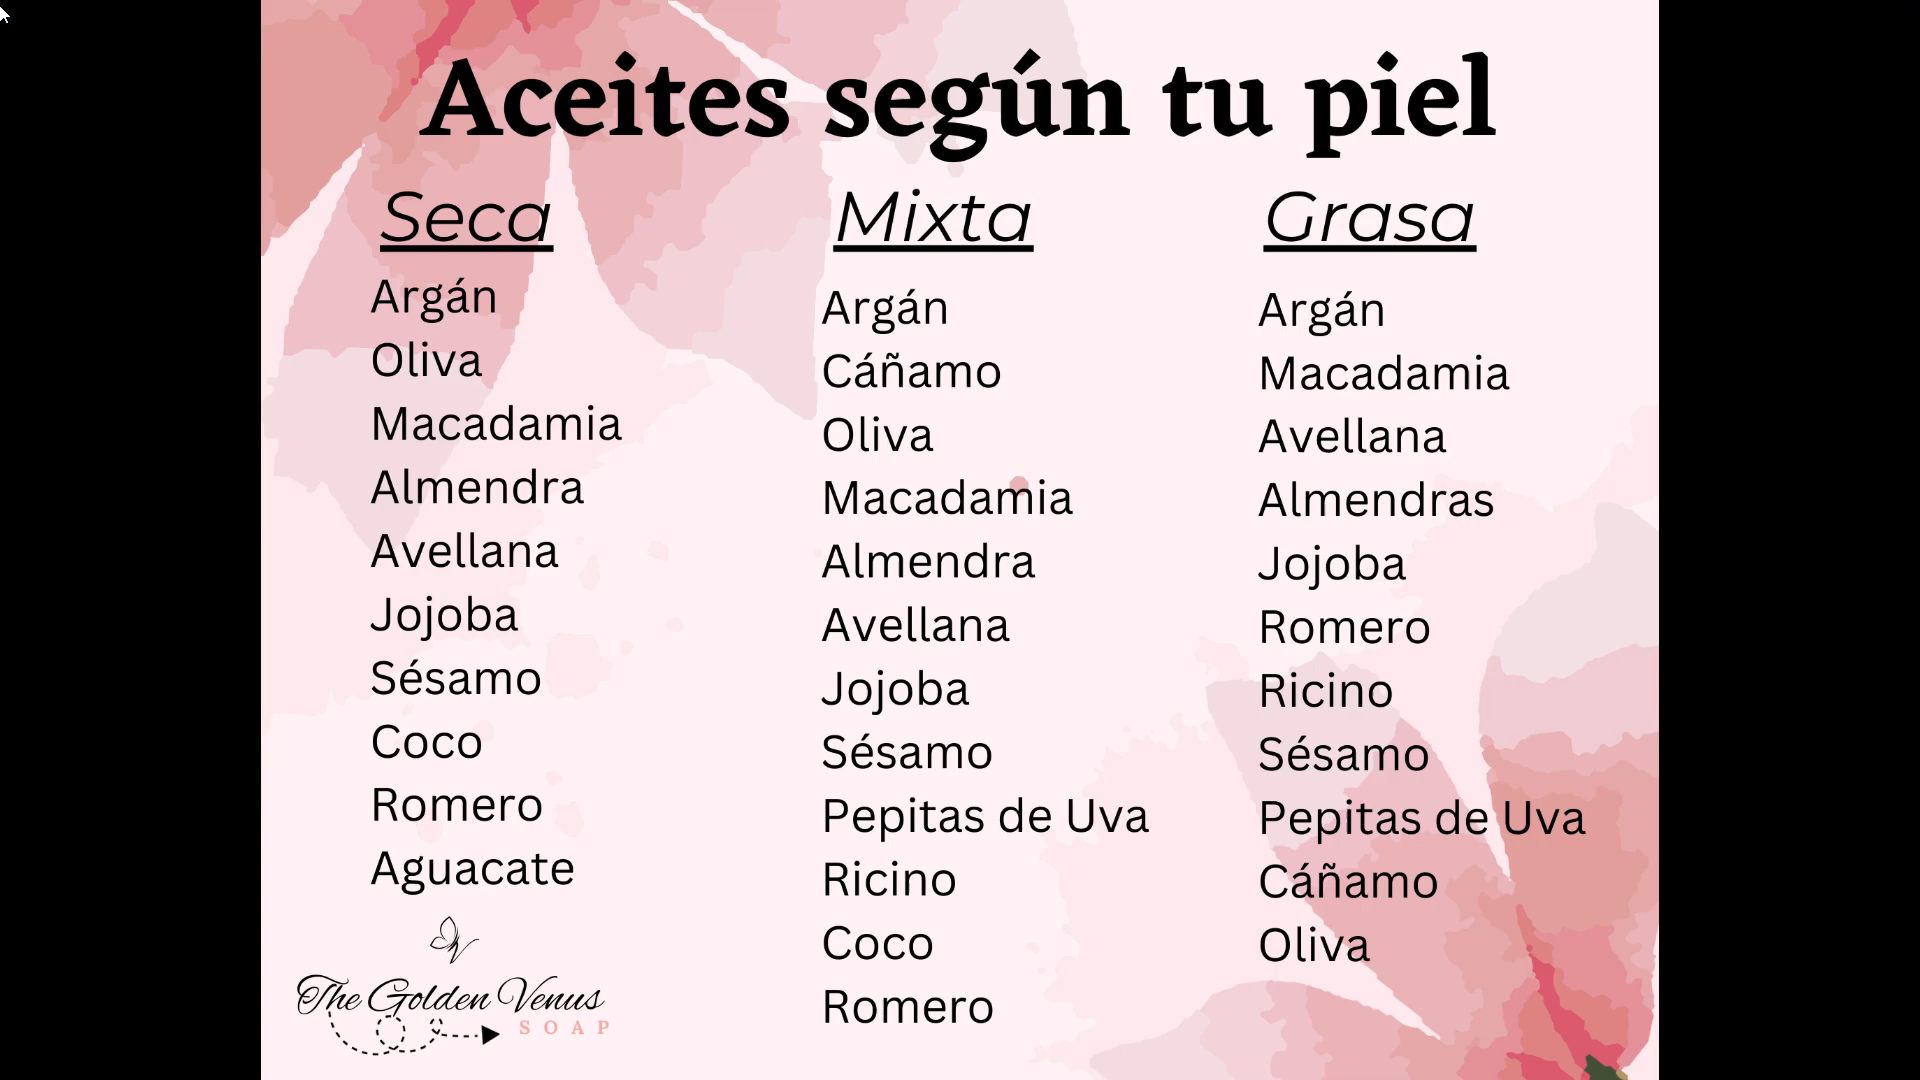 Aceites según tu piel
Seca
Argán
Oliva
Macadamia
Almendra
Avellana
Jojoba
Sésamo
Coco
Romero
Aguacate
Mixta
Argán
Cáñamo
Oliva
Macadamia
Almendra
Avellana
Jojoba
Sésamo
Pepitas de Uva
Ricino
Coco
Romero
Grasa
Argán
Macadamia
Avellana
Almendras
Jojoba
Romero
Ricino
Sésamo
Pepitas de Uva
Cáñamo
Oliva
The Golden Venus
SOAP